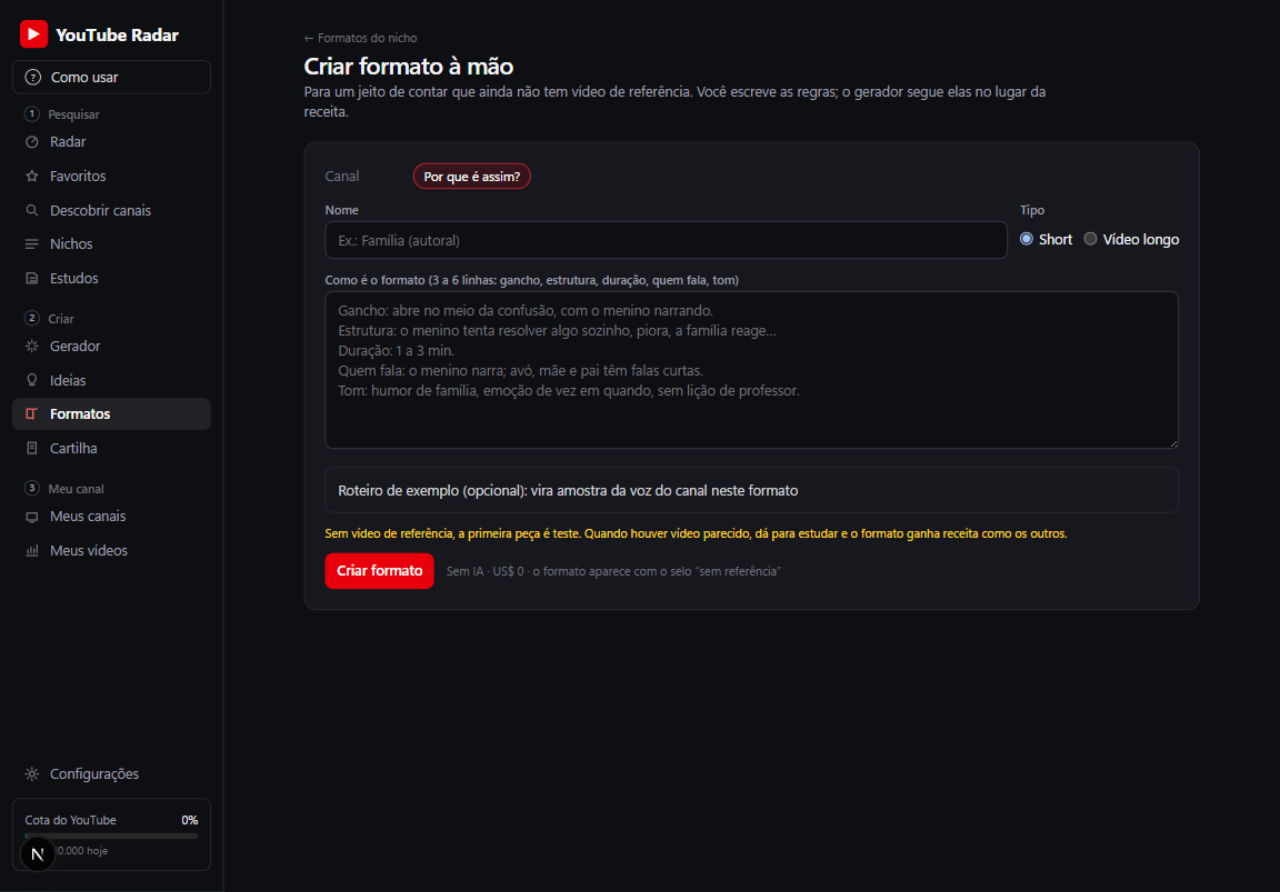 YouTube Radar
? Como usar
1 Pesquisar
Radar
Favoritos
Descobrir canais
Nichos
Estudos
2 Criar
Gerador
Ideias
Formatos
Cartilha
3 Meu canal
Meus canais
Meus vídeos
Configurações
Cota do YouTube 0%
N 0.000 hoje
← Formatos do nicho
Criar formato à mão
Para um jeito de contar que ainda não tem vídeo de referência. Você escreve as regras; o gerador segue elas no lugar da
receita.
Canal Por que é assim?
Nome Tipo
Ex.: Família (autoral) Short Vídeo longo
Como é o formato (3 a 6 linhas: gancho, estrutura, duração, quem fala, tom)
Gancho: abre no meio da confusão, com o menino narrando.
Estrutura: o menino tenta resolver algo sozinho, piora, a família reage...
Duração: 1 a 3 min.
Quem fala: o menino narra; avó, mãe e pai têm falas curtas.
Tom: humor de família, emoção de vez em quando, sem lição de professor.
Roteiro de exemplo (opcional): vira amostra da voz do canal neste formato
Sem vídeo de referência, a primeira peça é teste. Quando houver vídeo parecido, dá para estudar e o formato ganha receita como os outros.
Criar formato Sem IA · US$ 0 · o formato aparece com o selo "sem referência"